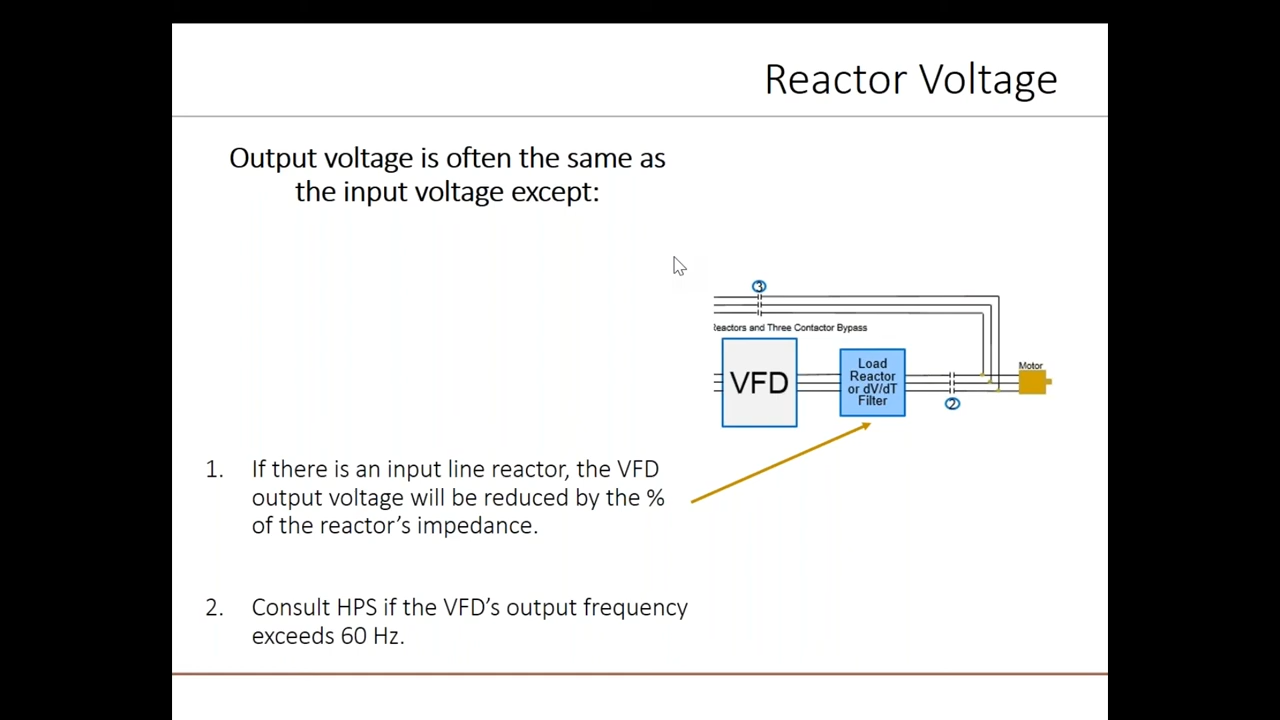 Reactor Voltage
Output voltage is often the same as
the input voltage except:
3
Reactors and Three Contactor Bypass
VFD
Load
Reactor
or dV/dT
Filter
Motor
2
1. If there is an input line reactor, the VFD
output voltage will be reduced by the %
of the reactor’s impedance.
2. Consult HPS if the VFD’s output frequency
exceeds 60 Hz.